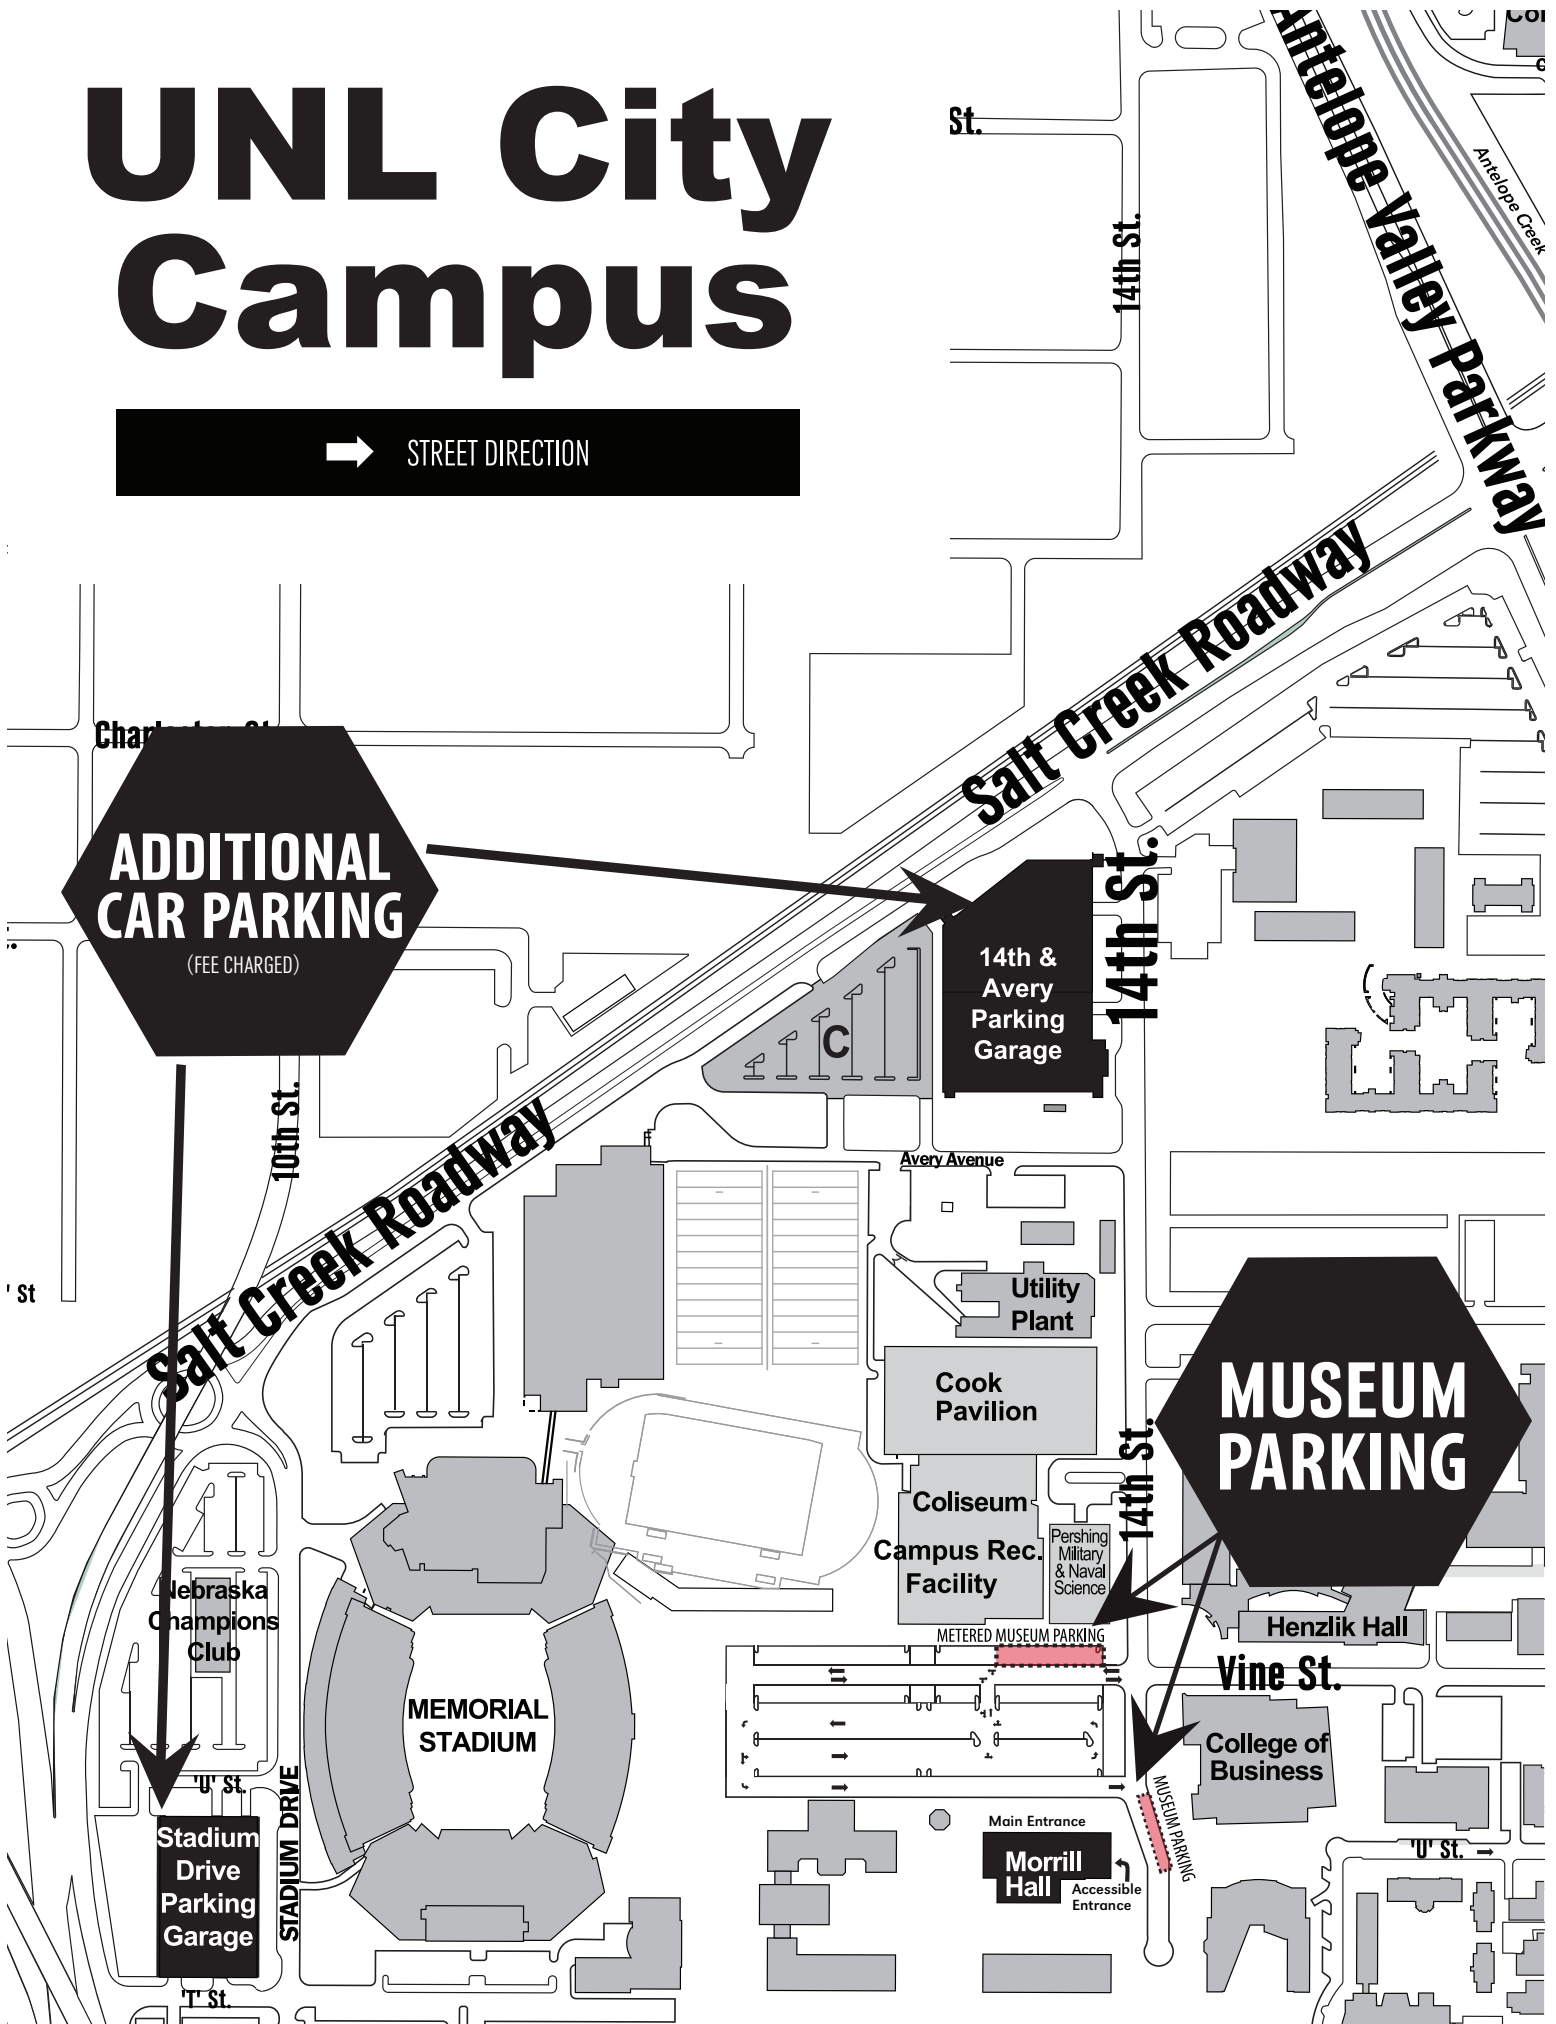 UNL City
Campus
STREET DIRECTION
St.
14th St.
Antelope Valley Parkway
Antelope Creek
Salt Creek Roadway
ADDITIONAL
CAR PARKING
(FEE CHARGED)
14th &
Avery
Parking
Garage
14th St.
C
10th St.
Avery Avenue
Salt Creek Roadway
' St
Utility
Plant
Cook
Pavilion
MUSEUM
PARKING
14th St.
Coliseum
Campus Rec.
Facility
Pershing
Military
& Naval
Science
Nebraska
Champions
Club
Henzlik Hall
METERED MUSEUM PARKING
Vine St.
MEMORIAL
STADIUM
College of
Business
'U' St.
STADIUM DRIVE
MUSEUM PARKING
Stadium
Drive
Parking
Garage
Main Entrance
Morrill
Hall
Accessible
Entrance
'U' St.
'T' St.